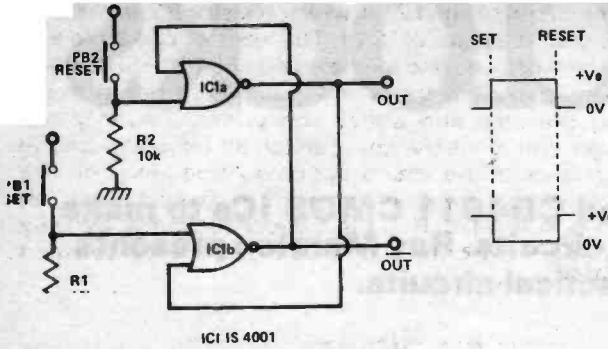 PB2
RESET
IC1a
OUT
R2
10k
PB1
SET
IC1b
OUT
R1
IC1 IS 4001
SET
RESET
+Vs
0V
+V
0V